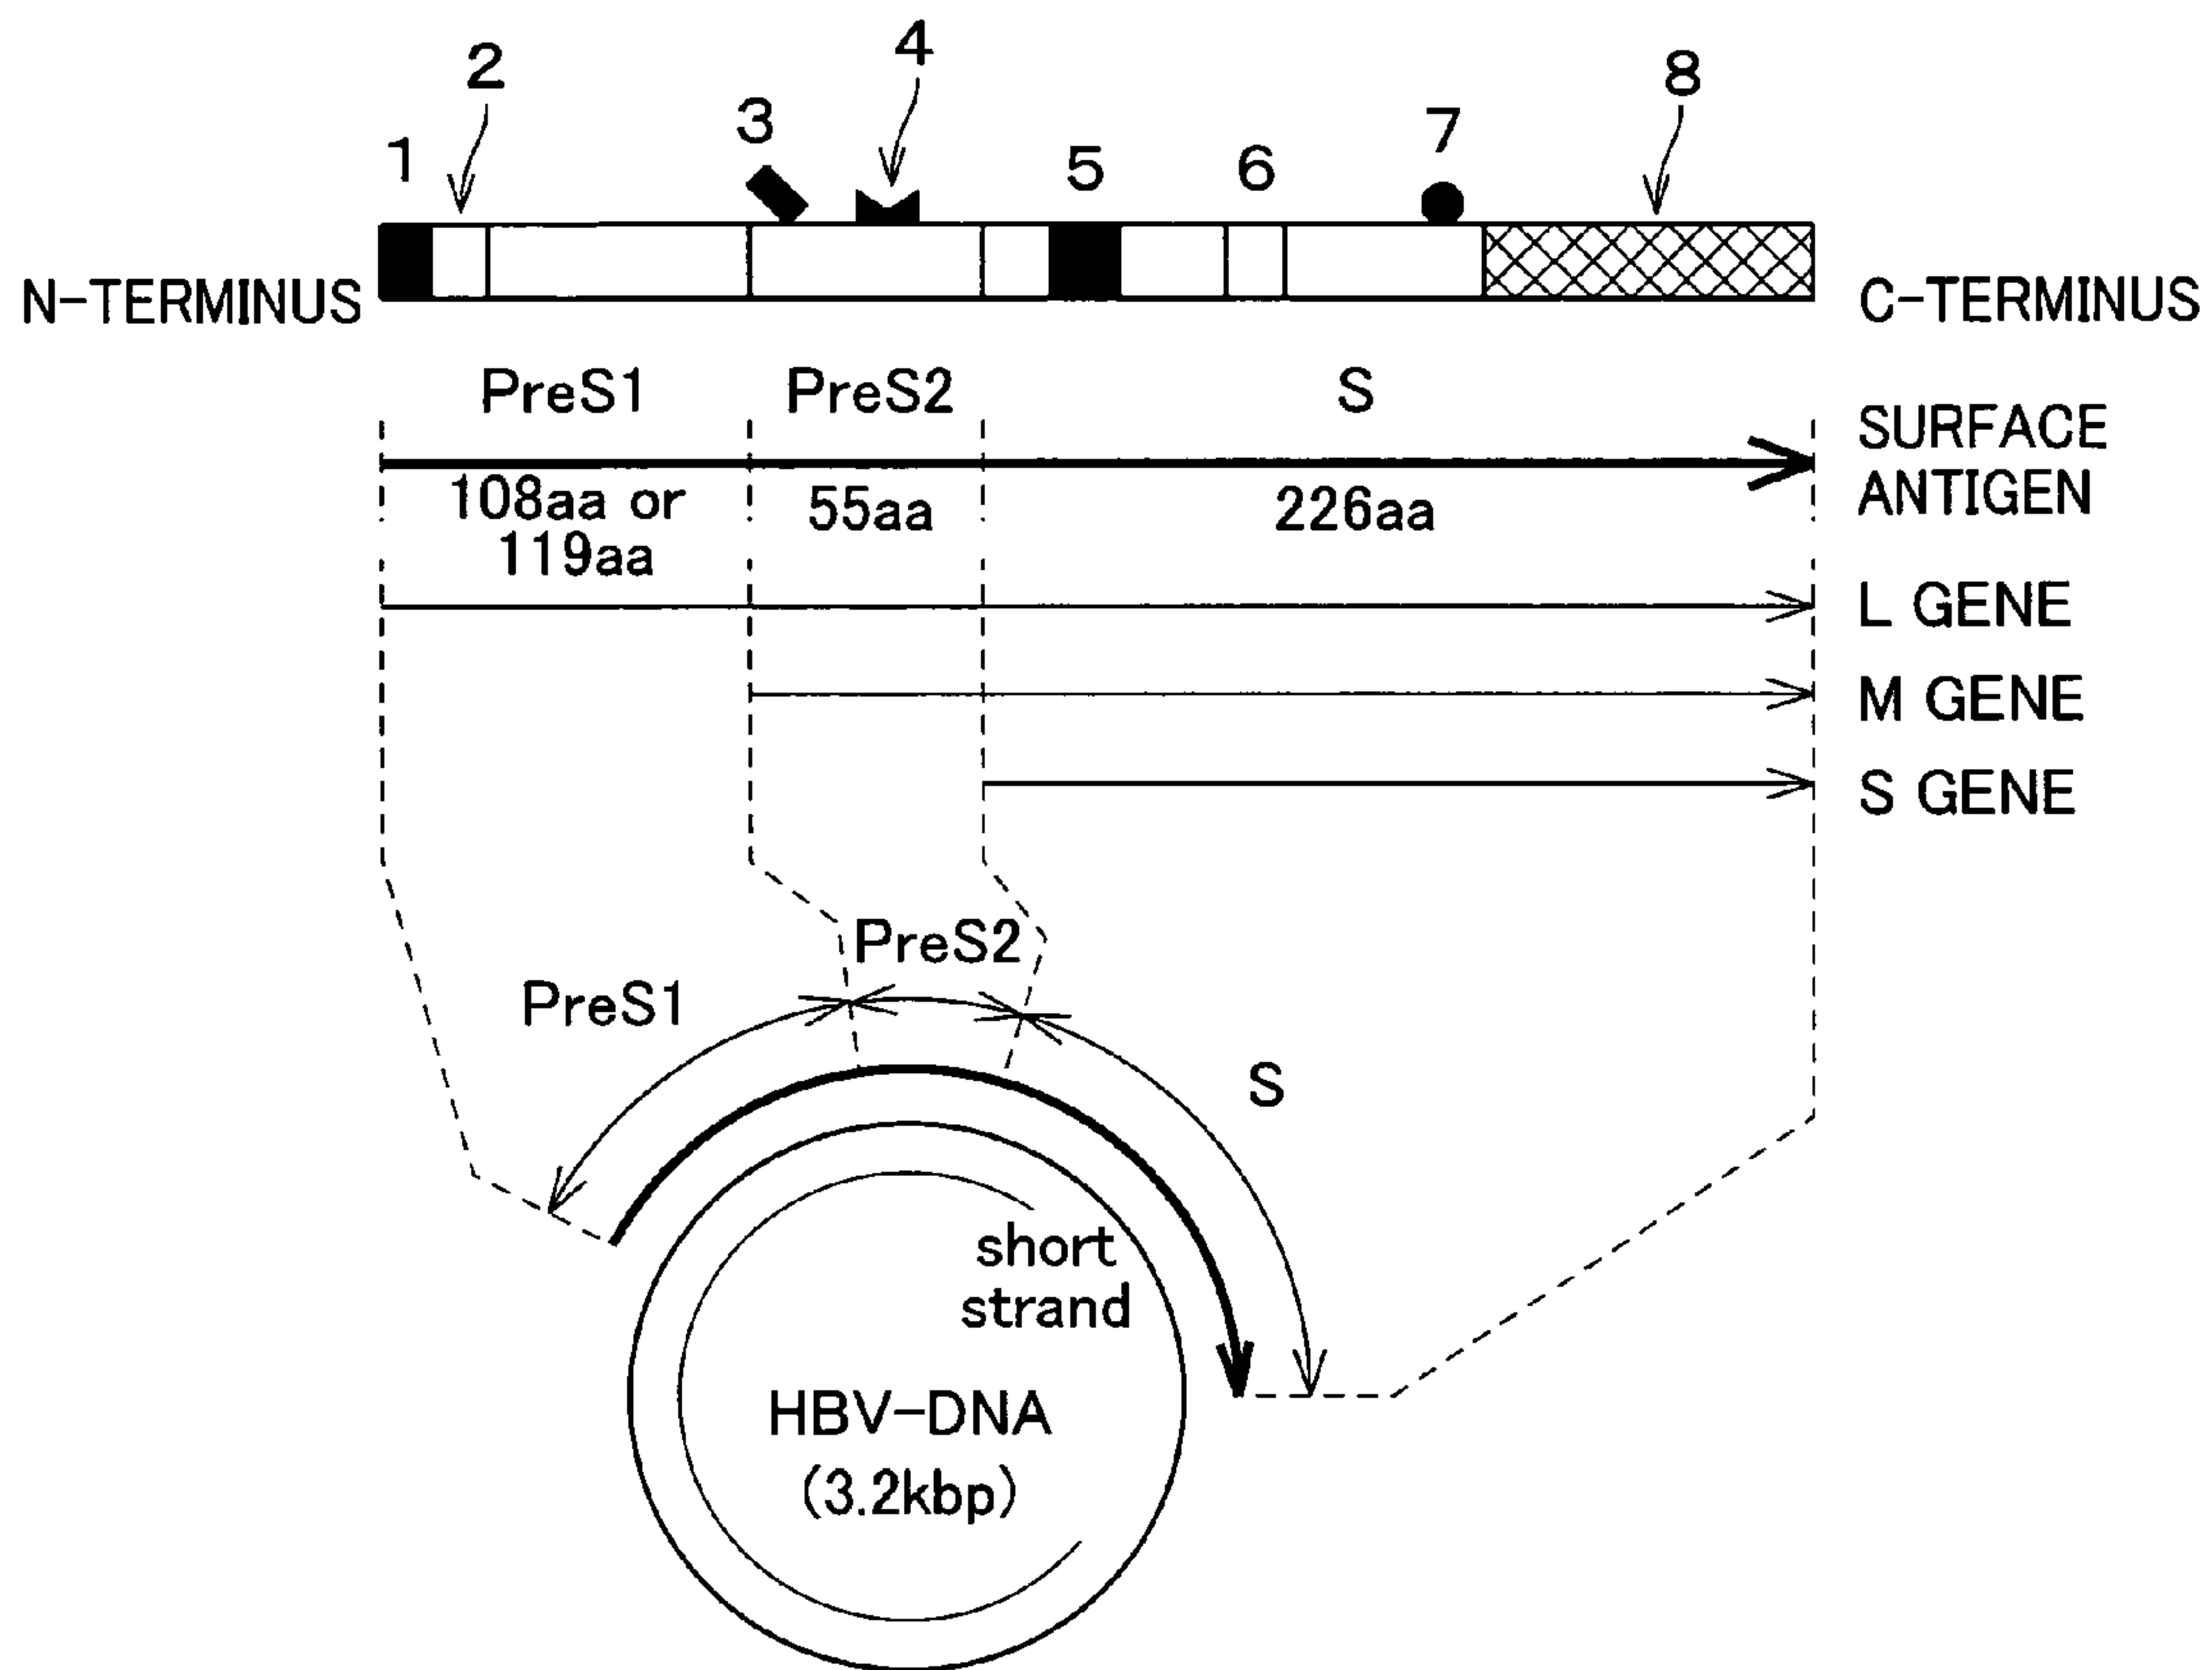 2
4
8
3
7
1
5
6
N-TERMINUS
C-TERMINUS
PreS1
PreS2
S
SURFACE
ANTIGEN
108aa or
119aa
55aa
226aa
L GENE
M GENE
S GENE
PreS2
PreS1
S
short
strand
HBV-DNA
(3.2kbp)